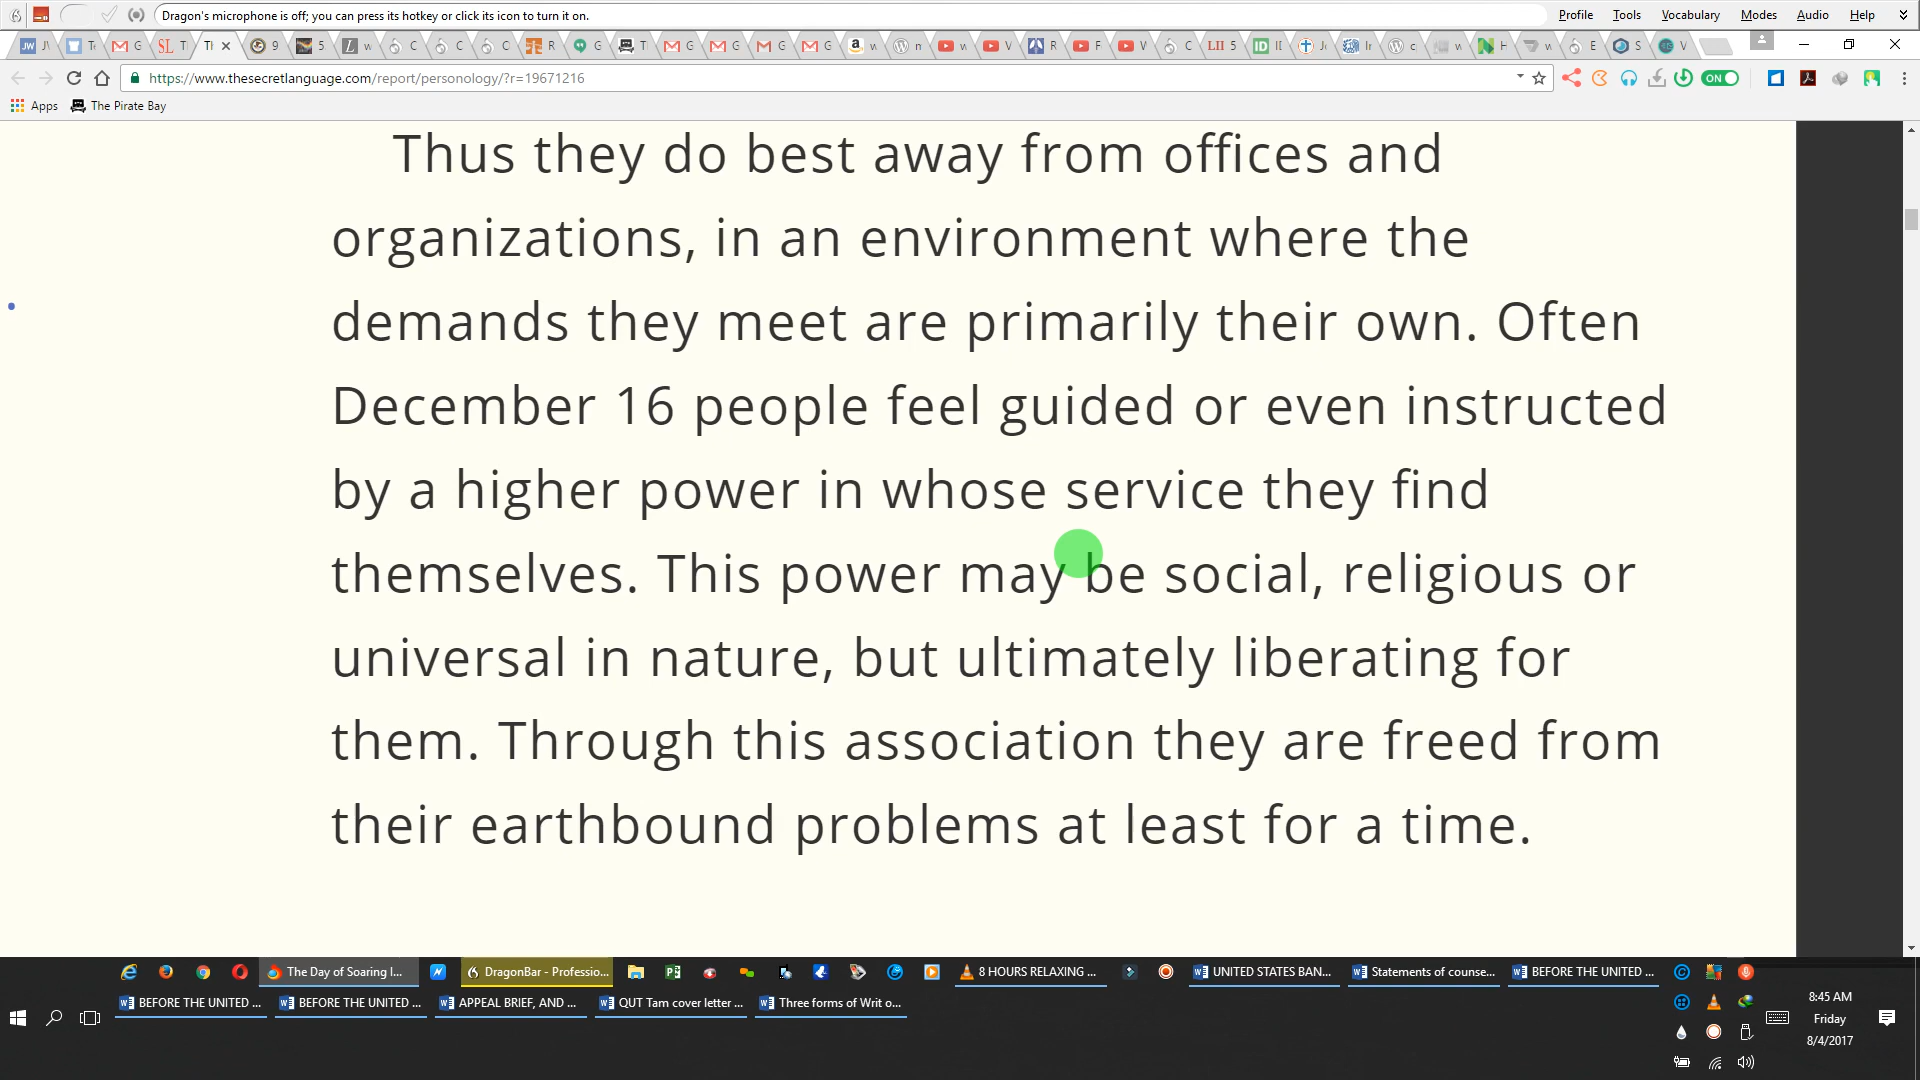 Dragon's microphone is off; you can press its hotkey or click its icon to turn it on.
Profile Tools Vocabulary Modes Audio Help
https://www.thesecretlanguage.com/report/personology/?r=19671216
ON
Apps The Pirate Bay
Thus they do best away from offices and
organizations, in an environment where the
demands they meet are primarily their own. Often
December 16 people feel guided or even instructed
by a higher power in whose service they find
themselves. This power may be social, religious or
universal in nature, but ultimately liberating for
them. Through this association they are freed from
their earthbound problems at least for a time.
The Day of Soaring I... DragonBar - Professio... 8 HOURS RELAXING ... UNITED STATES BAN... Statements of counse... BEFORE THE UNITED ...
BEFORE THE UNITED ... BEFORE THE UNITED ... APPEAL BRIEF, AND ... QUT Tam cover letter ... Three forms of Writ o...
8:45 AM
Friday
8/4/2017